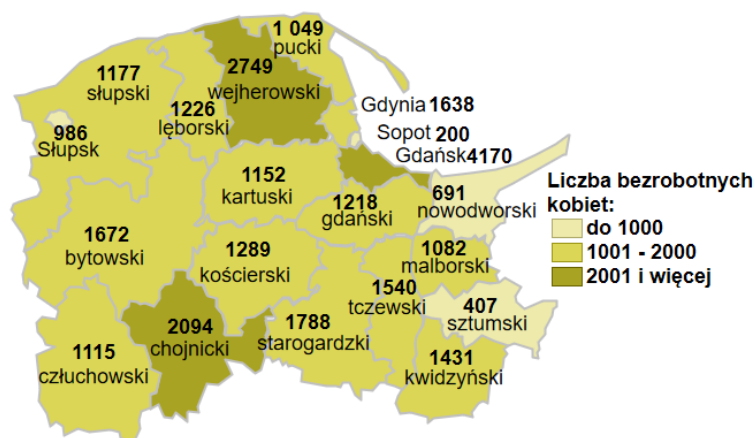 1 049
pucki
1177
słupski
2749
wejherowski
1226
lęborski
Gdynia 1638
Sopot 200
Gdańsk 4170
986
Słupsk
1152
kartuski
1218
gdański
691
nowodworski
1672
bytowski
1289
kościerski
1082
malborski
1540
tczewski
407
sztumski
2094
chojnicki
1788
starogardzki
1115
człuchowski
1431
kwidzyński
Liczba bezrobotnych
kobiet:
do 1000
1001 - 2000
2001 i więcej